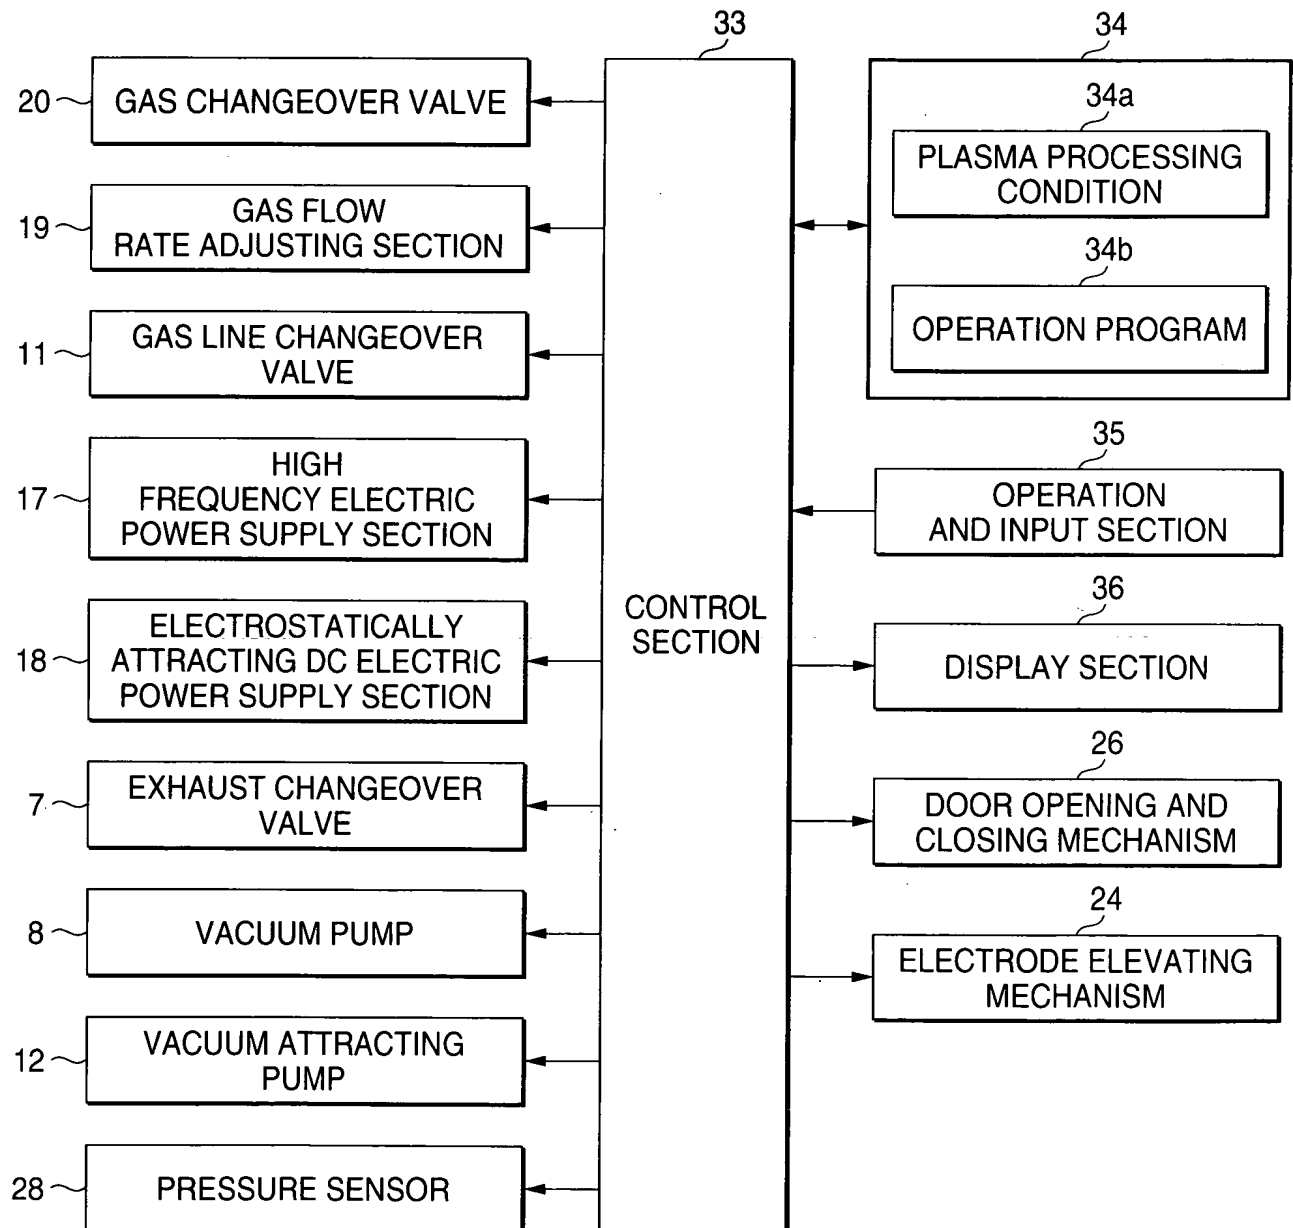 33
34
20
GAS CHANGEOVER VALVE
34a
PLASMA PROCESSING
CONDITION
19
GAS FLOW
RATE ADJUSTING SECTION
34b
OPERATION PROGRAM
11
GAS LINE CHANGEOVER
VALVE
17
HIGH
FREQUENCY ELECTRIC
POWER SUPPLY SECTION
35
OPERATION
AND INPUT SECTION
CONTROL
SECTION
18
ELECTROSTATICALLY
ATTRACTING DC ELECTRIC
POWER SUPPLY SECTION
36
DISPLAY SECTION
7
EXHAUST CHANGEOVER
VALVE
26
DOOR OPENING AND
CLOSING MECHANISM
8
VACUUM PUMP
24
ELECTRODE ELEVATING
MECHANISM
12
VACUUM ATTRACTING
PUMP
28
PRESSURE SENSOR